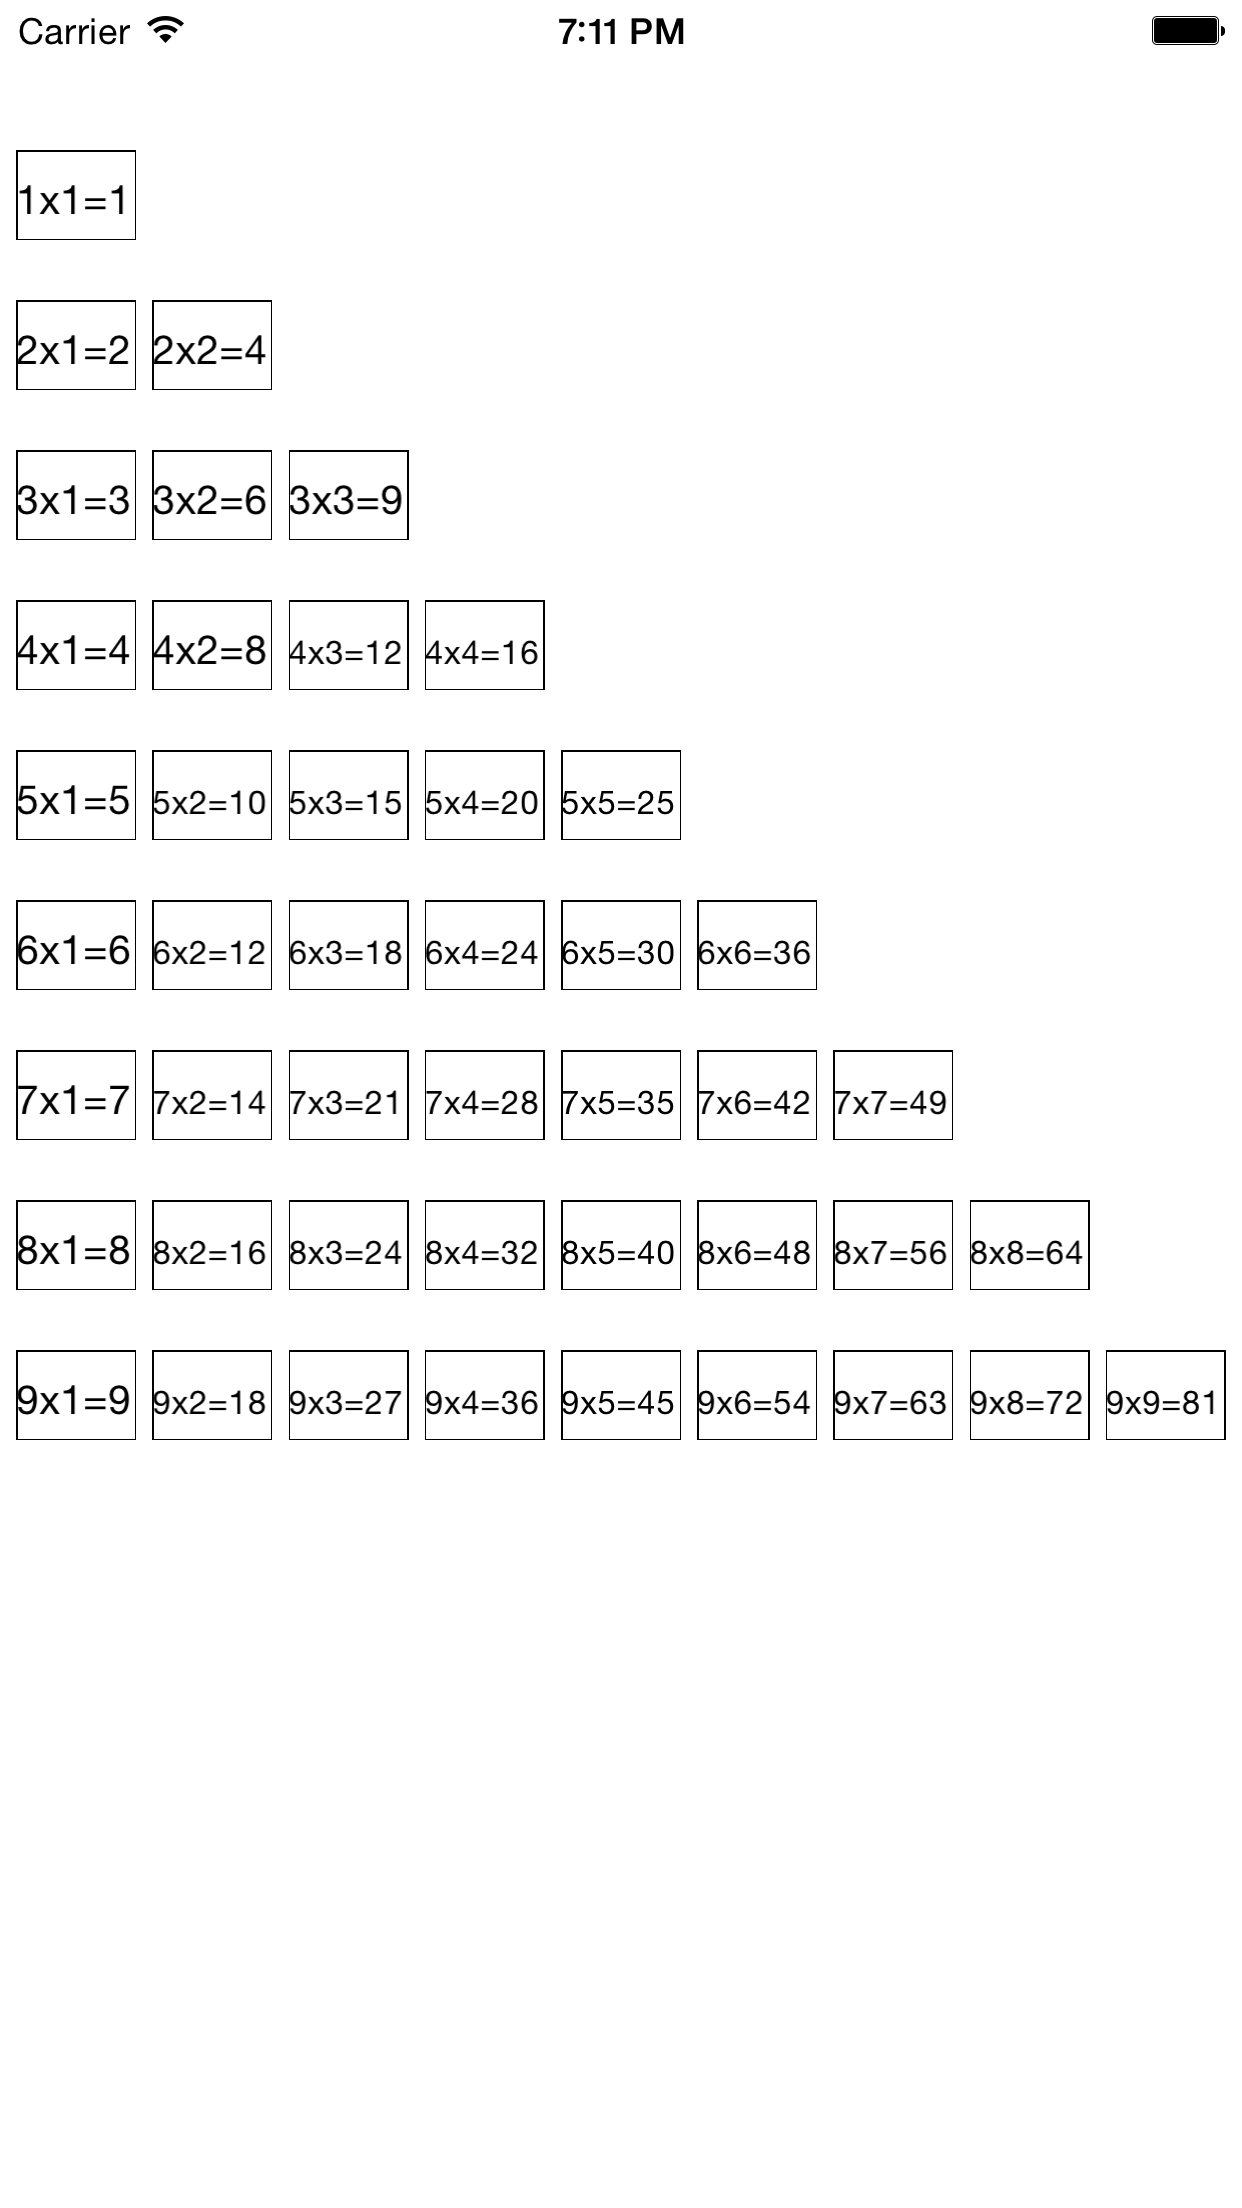 Carrier 7:11 PM
1x1=1
2x1=2 2x2=4
3x1=3 3x2=6 3x3=9
4x1=4 4x2=8 4x3=12 4x4=16
5x1=5 5x2=10 5x3=15 5x4=20 5x5=25
6x1=6 6x2=12 6x3=18 6x4=24 6x5=30 6x6=36
7x1=7 7x2=14 7x3=21 7x4=28 7x5=35 7x6=42 7x7=49
8x1=8 8x2=16 8x3=24 8x4=32 8x5=40 8x6=48 8x7=56 8x8=64
9x1=9 9x2=18 9x3=27 9x4=36 9x5=45 9x6=54 9x7=63 9x8=72 9x9=81